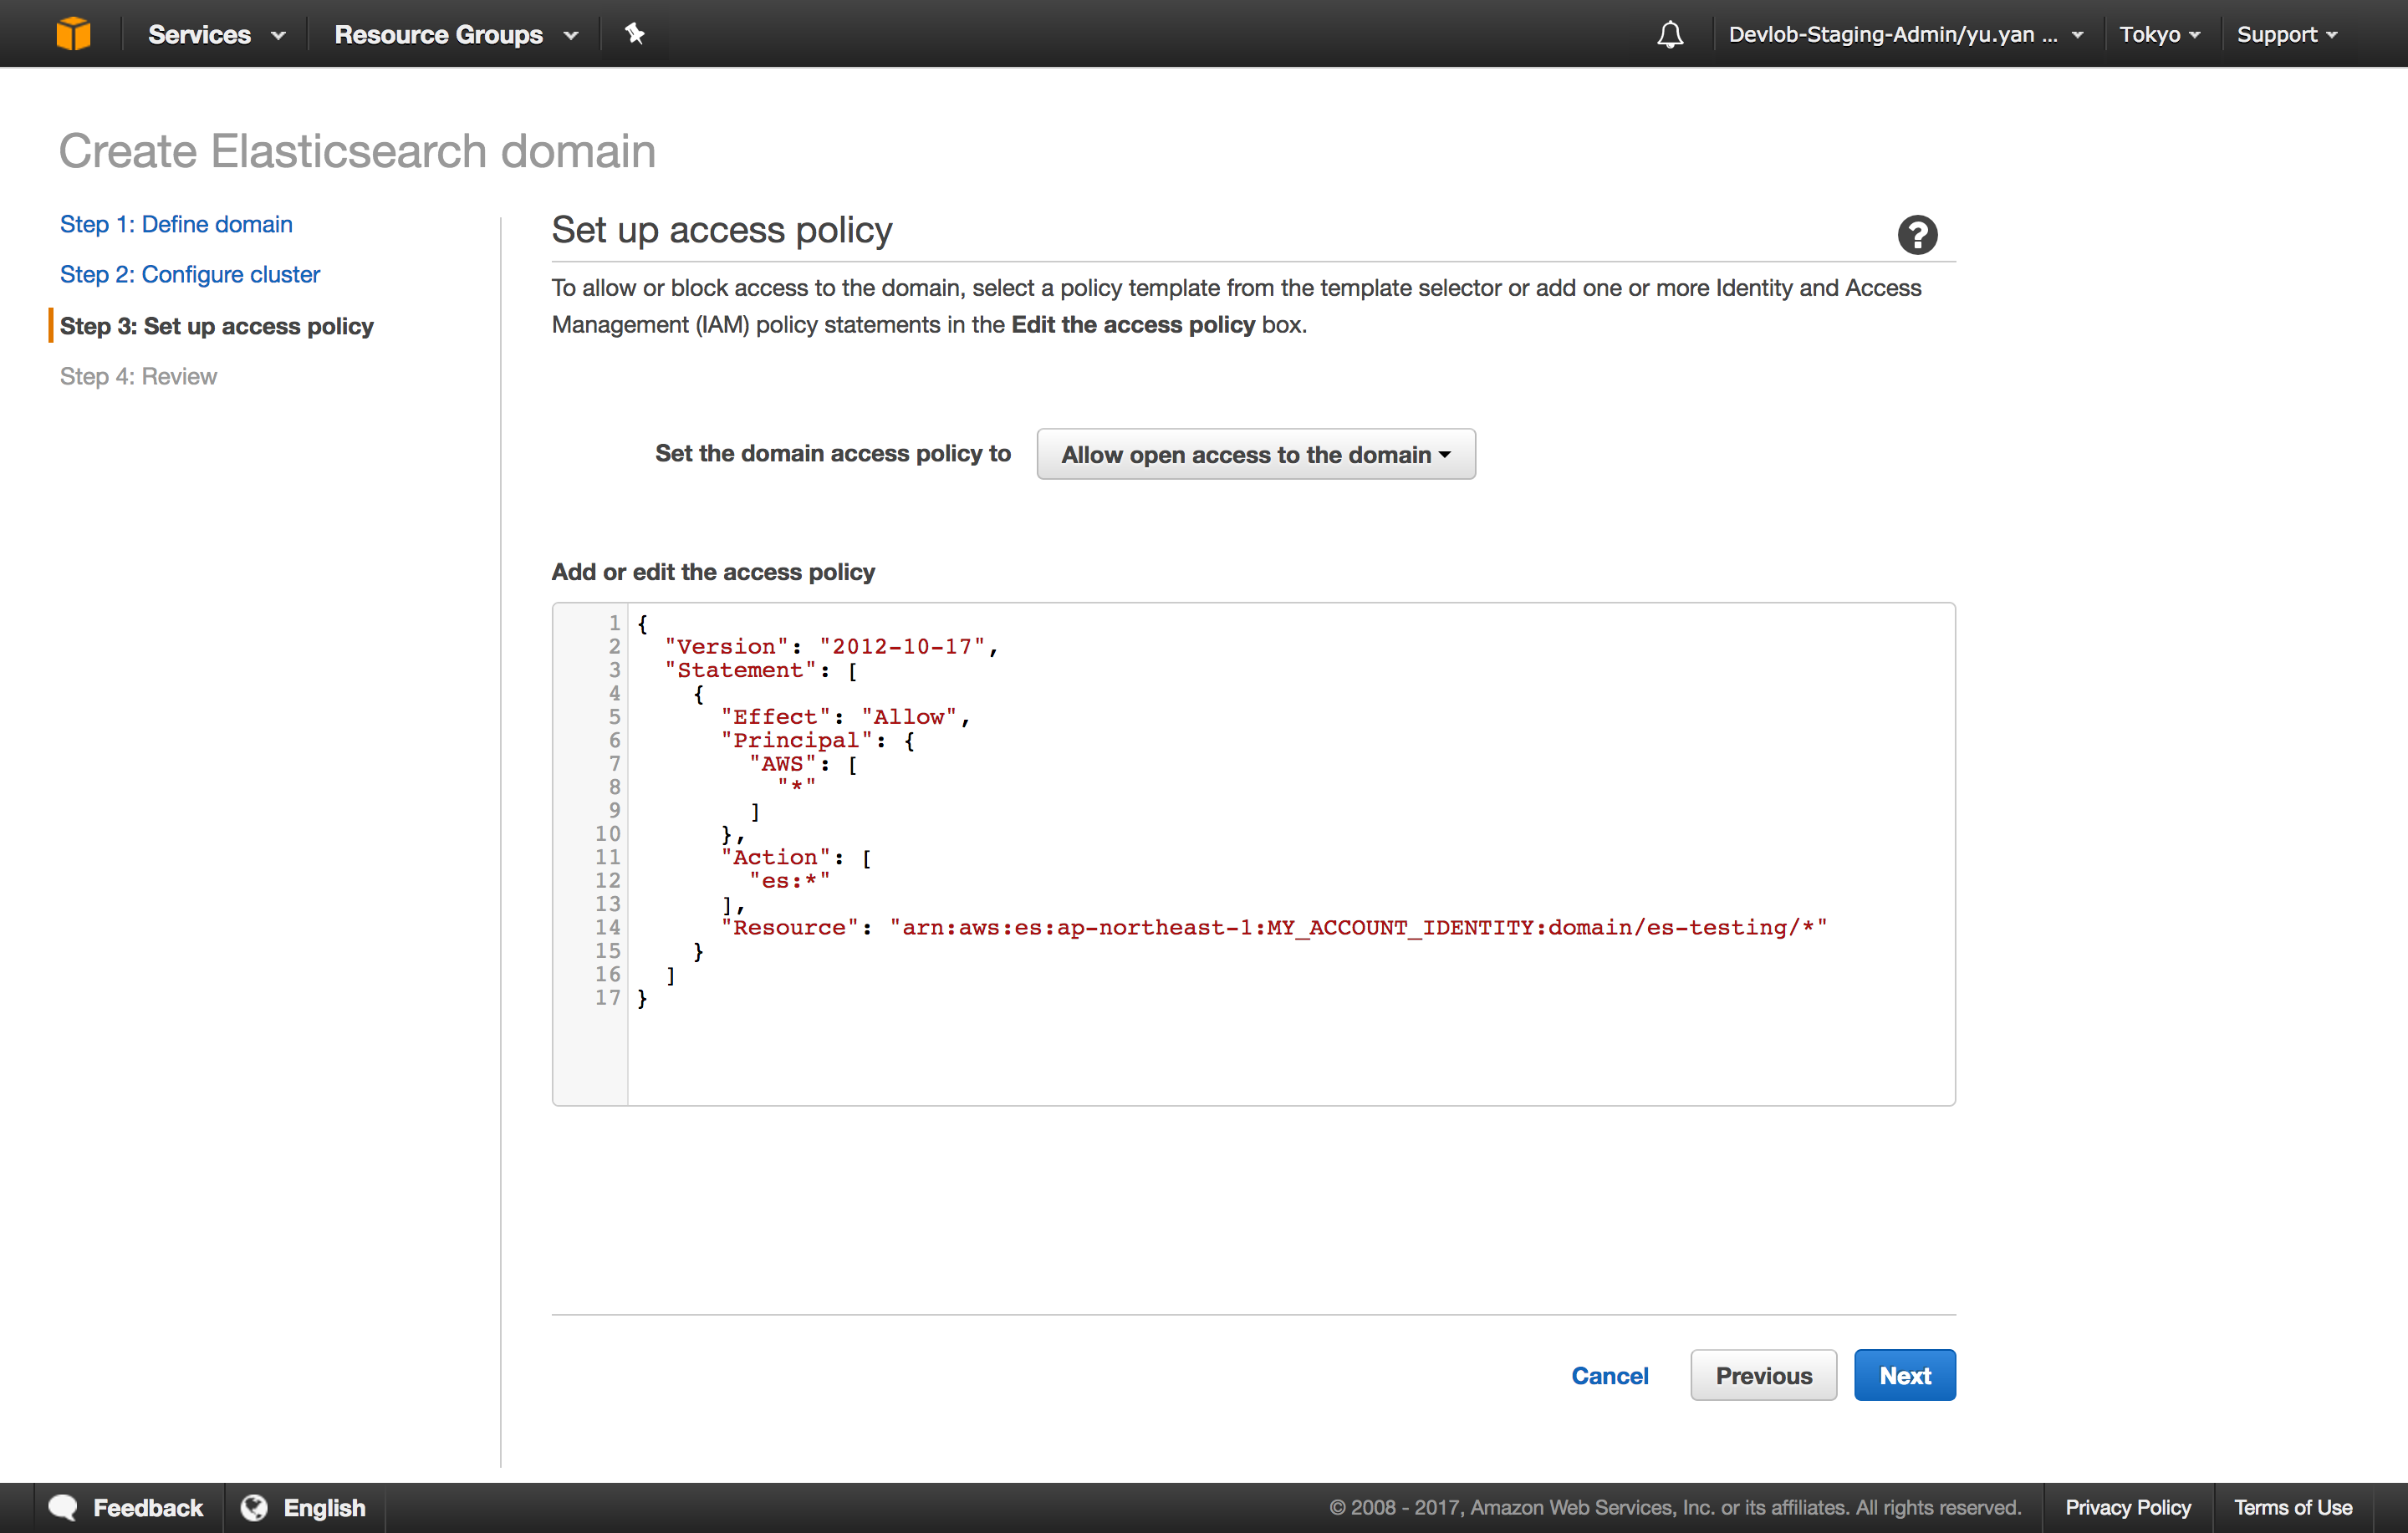 Services
Resource Groups
Devlob-Staging-Admin/yu.yan ...
Tokyo
Support
Create Elasticsearch domain
Step 1: Define domain
Step 2: Configure cluster
Step 3: Set up access policy
Step 4: Review
Set up access policy
?
To allow or block access to the domain, select a policy template from the template selector or add one or more Identity and Access
Management (IAM) policy statements in the Edit the access policy box.
Set the domain access policy to
Allow open access to the domain
Add or edit the access policy
1 {
2 "Version": "2012-10-17",
3 "Statement": [
4 {
5 "Effect": "Allow",
6 "Principal": {
7 "AWS": [
8 "*"
9 ]
10 },
11 "Action": [
12 "es:*"
13 ],
14 "Resource": "arn:aws:es:ap-northeast-1:MY_ACCOUNT_IDENTITY:domain/es-testing/*"
15 }
16 ]
17 }
Cancel
Previous
Next
Feedback
English
© 2008 - 2017, Amazon Web Services, Inc. or its affiliates. All rights reserved.
Privacy Policy
Terms of Use